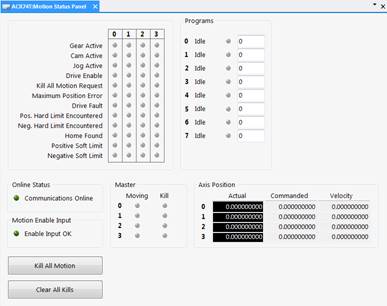 ACR74T:Motion Status Panel
0 1 2 3
Gear Active
Cam Active
Jog Active
Drive Enable
Kill All Motion Request
Maximum Position Error
Drive Fault
Pos. Hard Limit Encountered
Neg. Hard Limit Encountered
Home Found
Positive Soft Limit
Negative Soft Limit
Programs
0 Idle 0
1 Idle 0
2 Idle 0
3 Idle 0
4 Idle 0
5 Idle 0
6 Idle 0
7 Idle 0
Online Status
Communications Online
Motion Enable Input
Enable Input OK
Master
Moving Kill
0
1
2
3
Axis Position
Actual Commanded Velocity
0 0.000000000 0.000000000 0.000000000
1 0.000000000 0.000000000 0.000000000
2 0.000000000 0.000000000 0.000000000
3 0.000000000 0.000000000 0.000000000
Kill All Motion
Clear All Kills